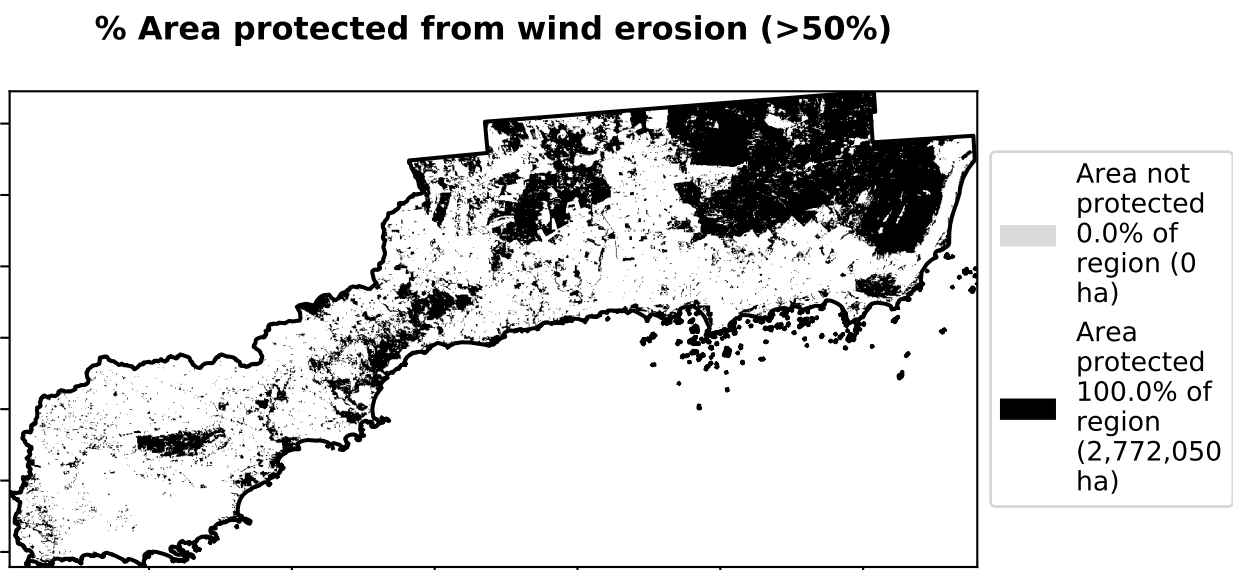 % Area protected from wind erosion (>50%)
Area not
protected
0.0% of
region (0
ha)
Area
protected
100.0% of
region
(2,772,050
ha)